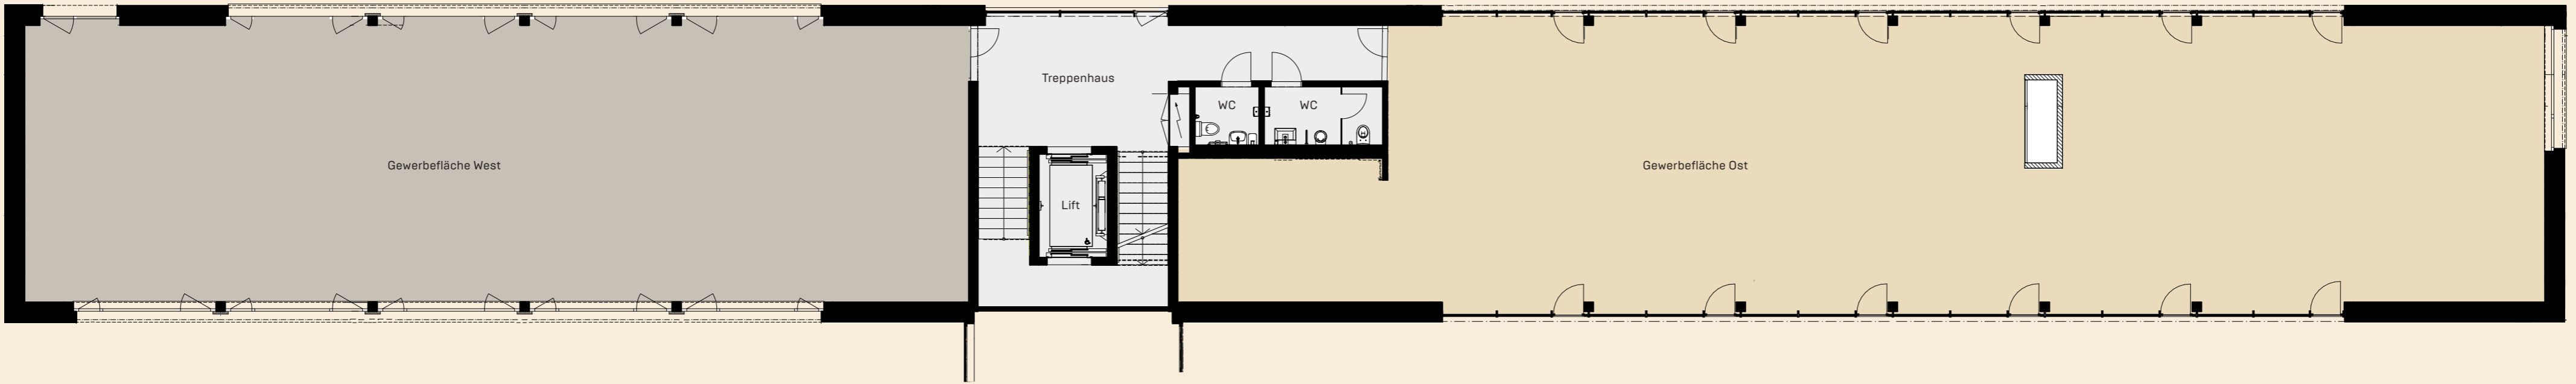 Treppenhaus
WC
WC
Gewerbefläche West
Gewerbefläche Ost
Lift